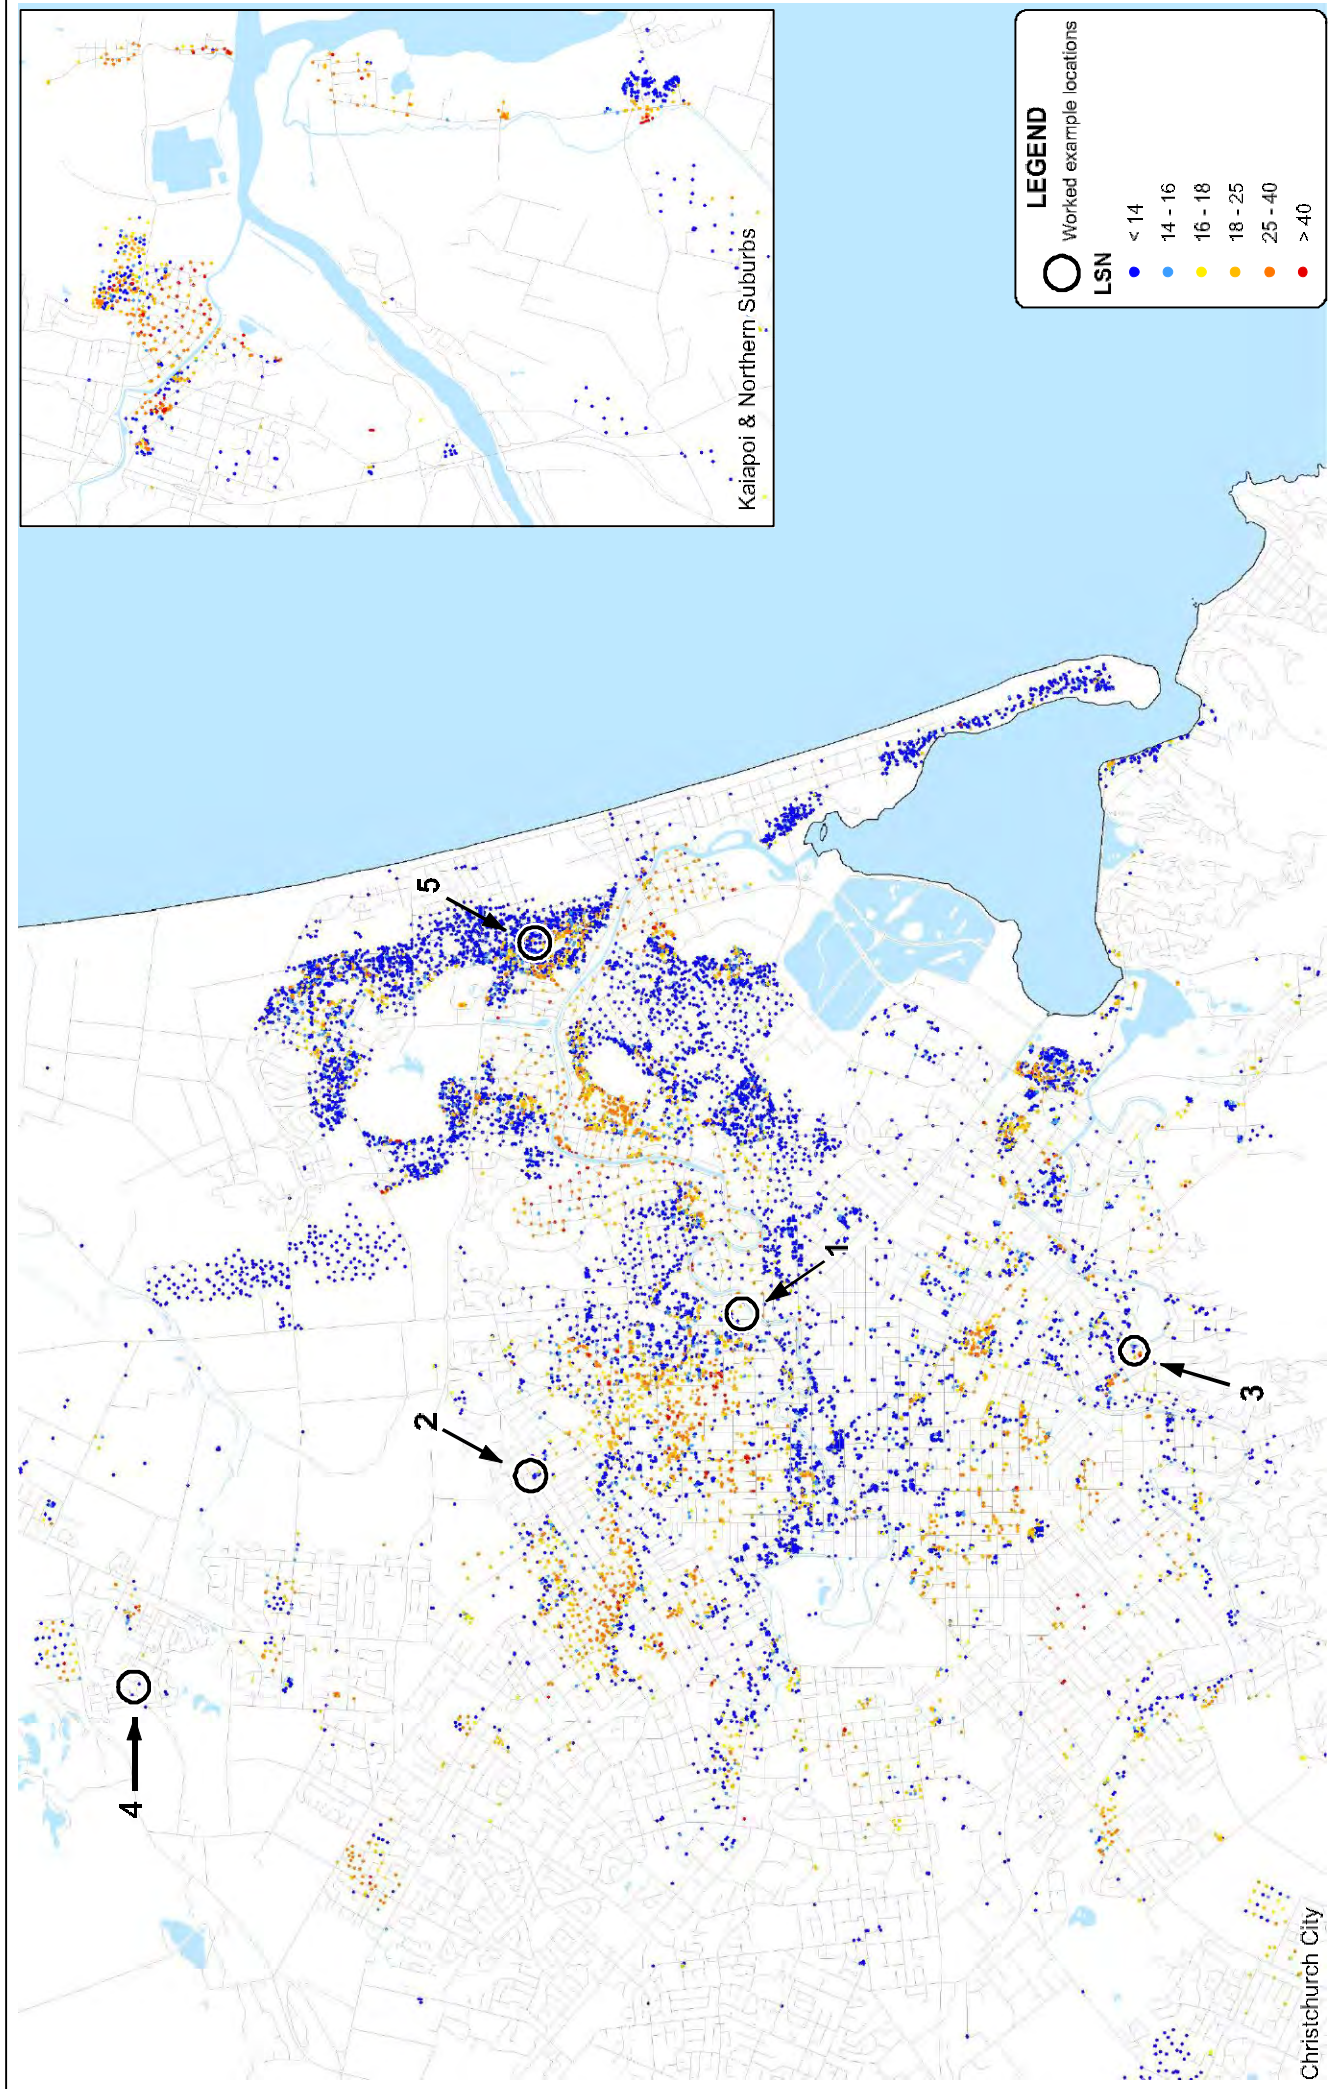 Kaiapoi & Northern Suburbs
LEGEND
Worked example locations
LSN
< 14
14 - 16
16 - 18
18 - 25
25 - 40
> 40
4
2
5
1
3
Christchurch City